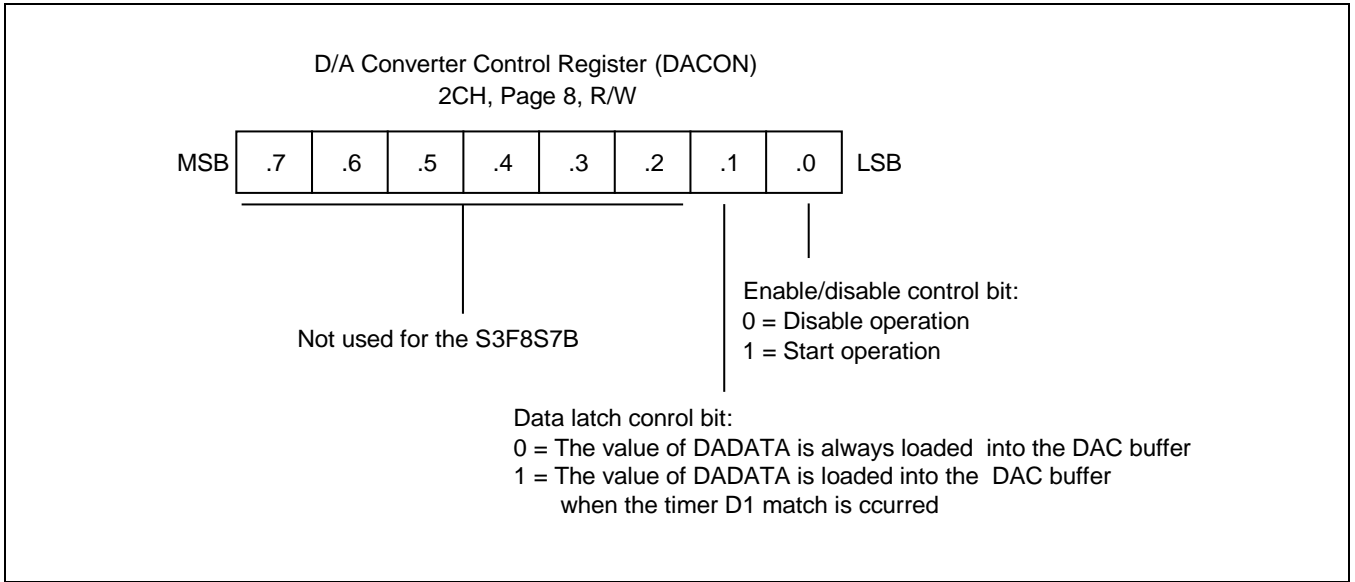 D/A Converter Control Register (DACON)
2CH, Page 8, R/W
MSB .7 .6 .5 .4 .3 .2 .1 .0 LSB
Not used for the S3F8S7B
Enable/disable control bit:
0 = Disable operation
1 = Start operation
Data latch conrol bit:
0 = The value of DADATA is always loaded into the DAC buffer
1 = The value of DADATA is loaded into the DAC buffer
when the timer D1 match is ccurred